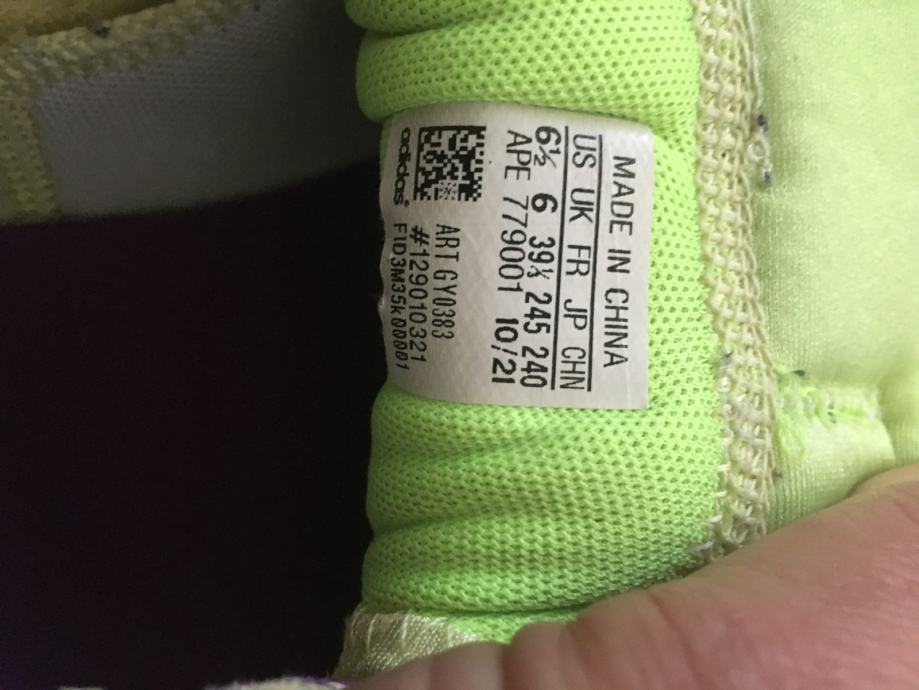 MADE IN CHINA
US UK FR JP CHN
6½ 6 39⅓ 245 240
APE 779001 10/21
adidas
ART GY0383
#129010321
F1D3M35k00001